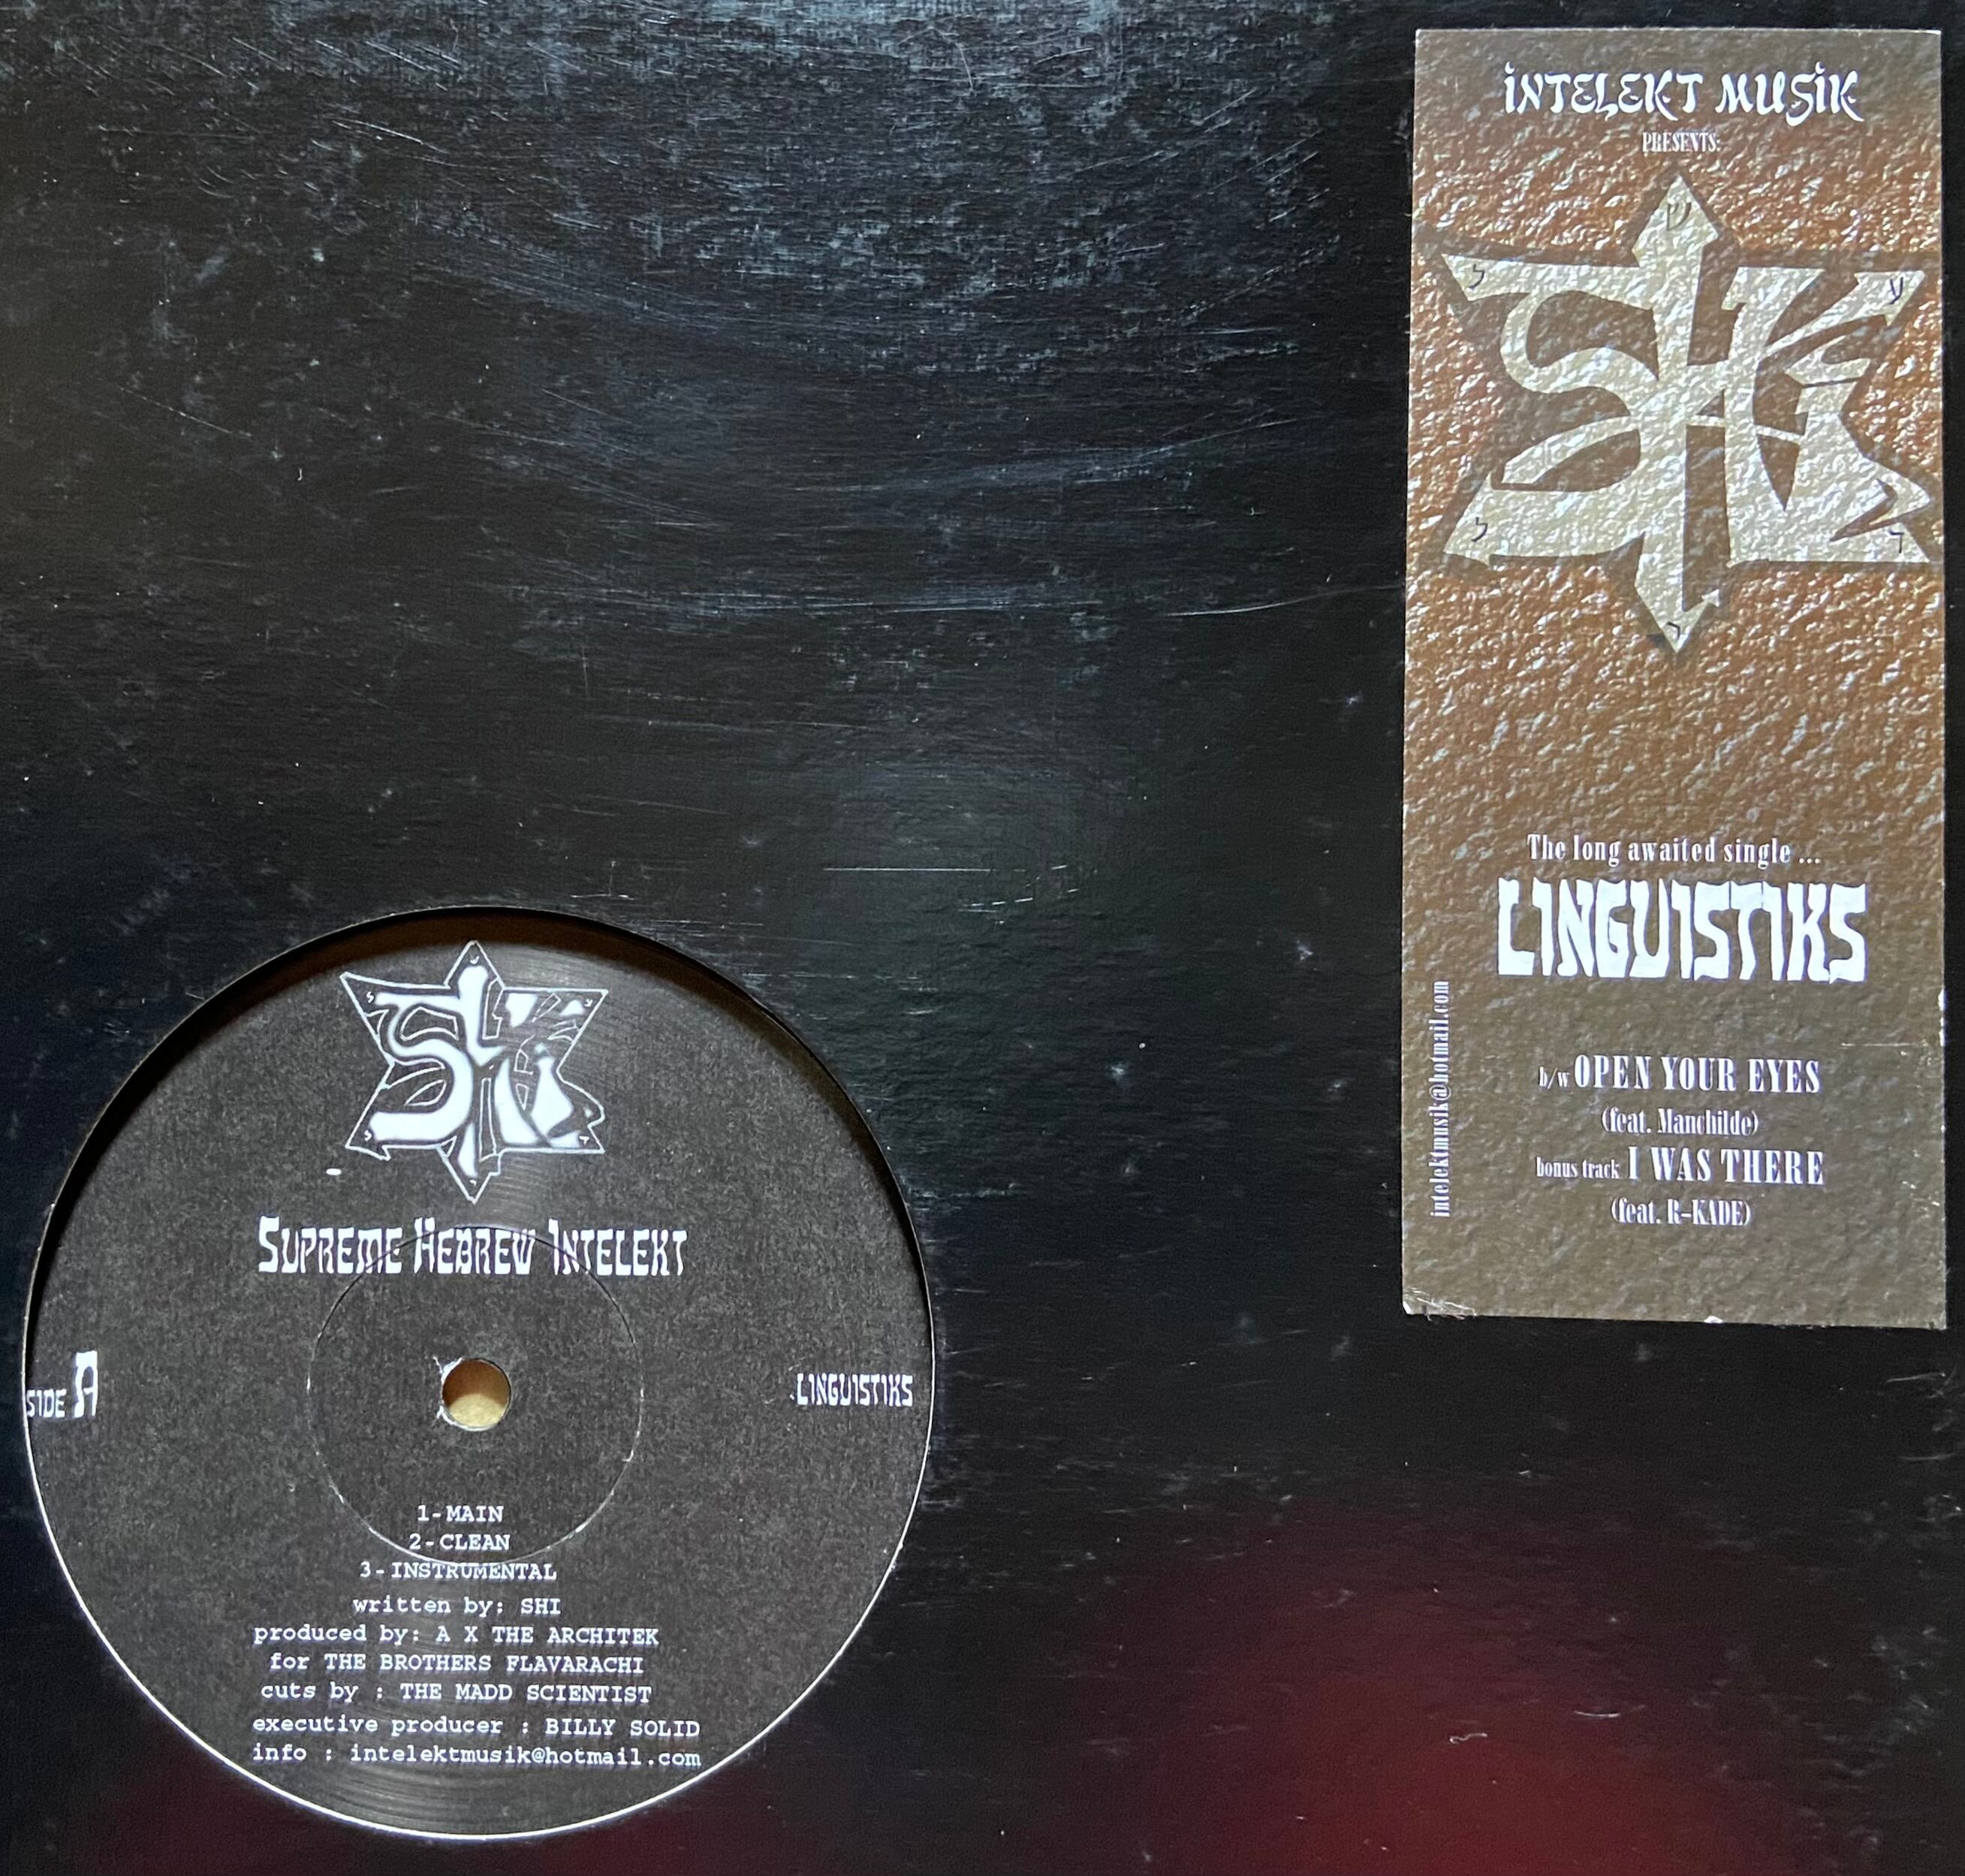 SHI
SUPREME HEBREW INTELEKT
SIDE A
LINGUISTIKS
1-MAIN
2-CLEAN
3-INSTRUMENTAL
written by: SHI
produced by: A X THE ARCHITEK
for THE BROTHERS FLAVARACHI
cuts by : THE MADD SCIENTIST
executive producer : BILLY SOLID
info : intelektmusik@hotmail.com
INTELEKT MUSIK
PRESENTS:
ש
ע
SHI
The long awaited single ...
LINGUISTIKS
b/w OPEN YOUR EYES
(feat. Manchilde)
bonus track I WAS THERE
(feat. R-KADE)
intelektmusik@hotmail.com